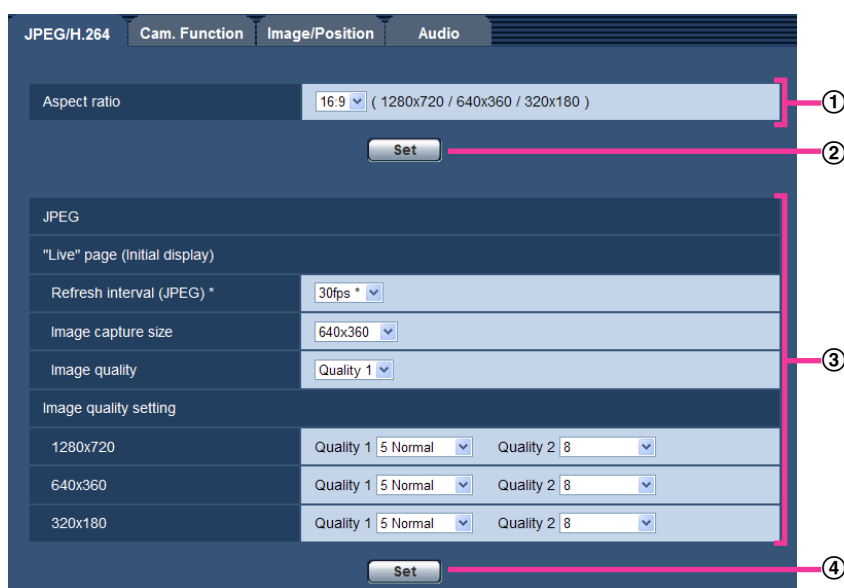 JPEG/H.264 Cam. Function Image/Position Audio
Aspect ratio 16:9 ( 1280x720 / 640x360 / 320x180 ) ①
Set ②
JPEG
"Live" page (Initial display)
Refresh interval (JPEG) * 30fps *
Image capture size 640x360
Image quality Quality 1 ③
Image quality setting
1280x720 Quality 1 5 Normal Quality 2 8
640x360 Quality 1 5 Normal Quality 2 8
320x180 Quality 1 5 Normal Quality 2 8
Set ④